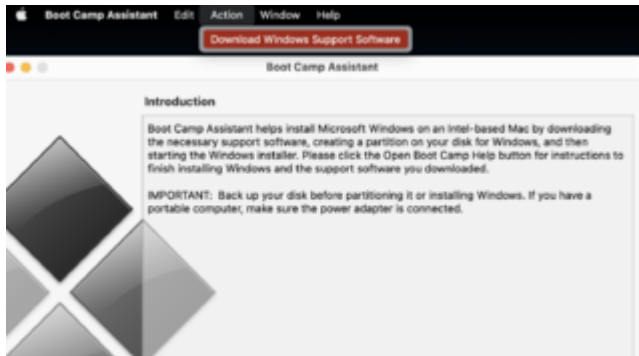 Boot Camp Assistant Edit Action Window Help
Download Windows Support Software
Boot Camp Assistant
Introduction
Boot Camp Assistant helps install Microsoft Windows on an Intel-based Mac by downloading
the necessary support software, creating a partition on your disk for Windows, and then
starting the Windows installer. Please click the Open Boot Camp Help button for instructions to
finish installing Windows and the support software you downloaded.
IMPORTANT: Back up your disk before partitioning it or installing Windows. If you have a
portable computer, make sure the power adapter is connected.